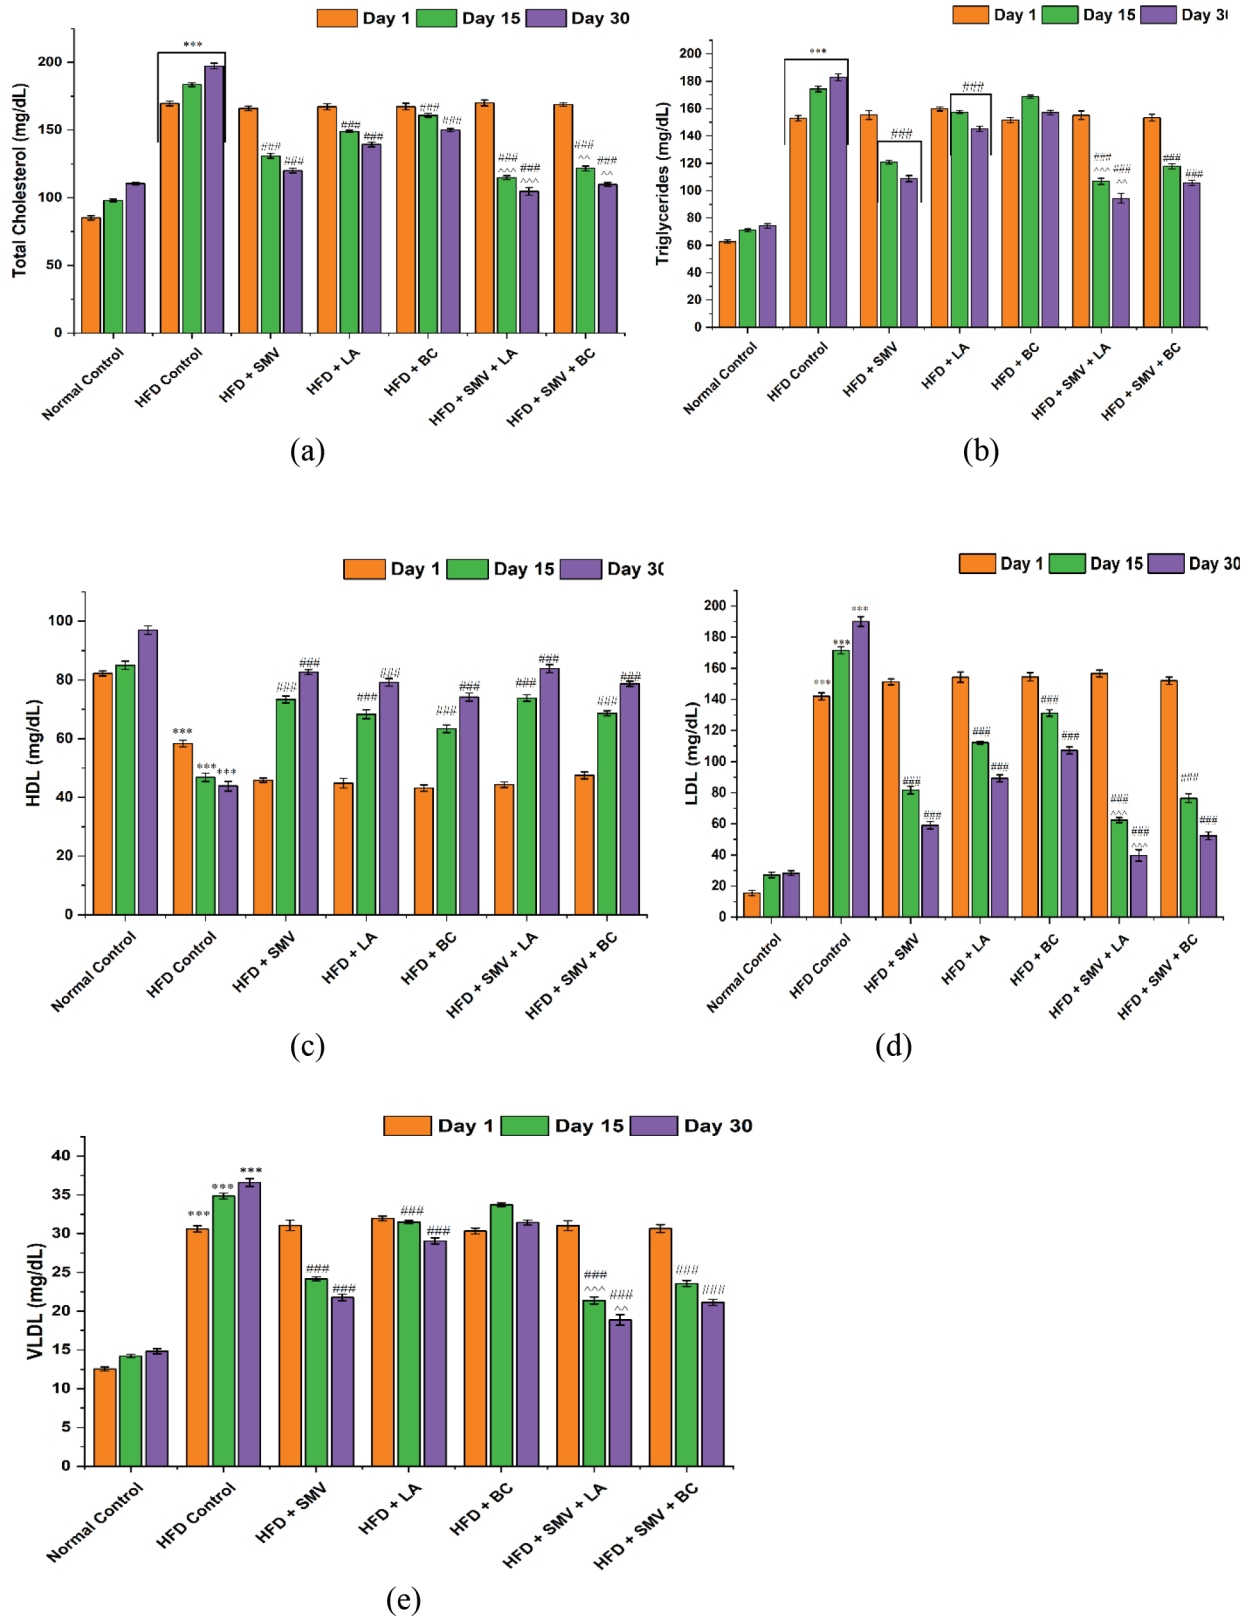 Day 1 Day 15 Day 30
Total Cholesterol (mg/dL)
200
150
100
50
0
***
###
###
###
###
###
###
###
^^^
###
^^^
###
^^
###
^^
Normal Control
HFD Control
HFD + SMV
HFD + LA
HFD + BC
HFD + SMV + LA
HFD + SMV + BC
(a)
Day 1 Day 15 Day 30
Triglycerides (mg/dL)
200
180
160
140
120
100
80
60
40
20
0
***
###
###
###
^^^
###
^^
###
###
Normal Control
HFD Control
HFD + SMV
HFD + LA
HFD + BC
HFD + SMV + LA
HFD + SMV + BC
(b)
Day 1 Day 15 Day 30
HDL (mg/dL)
100
80
60
40
20
0
***
***
***
###
###
###
###
###
###
###
###
###
###
Normal Control
HFD Control
HFD + SMV
HFD + LA
HFD + BC
HFD + SMV + LA
HFD + SMV + BC
(c)
Day 1 Day 15 Day 30
LDL (mg/dL)
200
180
160
140
120
100
80
60
40
20
0
***
***
***
###
###
###
###
###
###
###
^^^
###
^^^
###
###
Normal Control
HFD Control
HFD + SMV
HFD + LA
HFD + BC
HFD + SMV + LA
HFD + SMV + BC
(d)
Day 1 Day 15 Day 30
VLDL (mg/dL)
40
35
30
25
20
15
10
5
0
***
***
***
###
###
###
###
###
^^^
###
^^
###
###
Normal Control
HFD Control
HFD + SMV
HFD + LA
HFD + BC
HFD + SMV + LA
HFD + SMV + BC
(e)